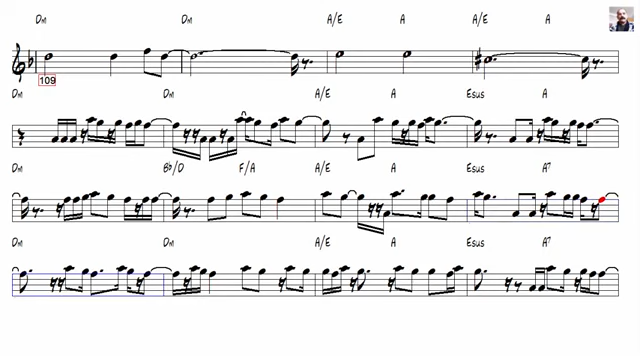 Dm Dm A/E A A/E A
109
Dm Dm A/E A Esus A
Dm Bb/D F/A A/E A Esus A7
Dm Dm A/E A Esus A7